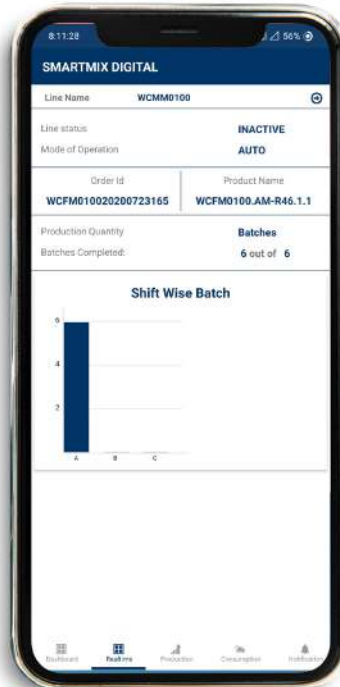 8:11:28 56%
SMARTMIX DIGITAL
Line Name WCMM0100
Line status INACTIVE
Mode of Operation AUTO
Order Id Product Name
WCFM010020200723165 WCFM0100.AM-R46.1.1
Production Quantity Batches
Batches Completed: 6 out of 6
Shift Wise Batch
6
4
2
A B C
Dashboard Realtime Production Consumption Notification